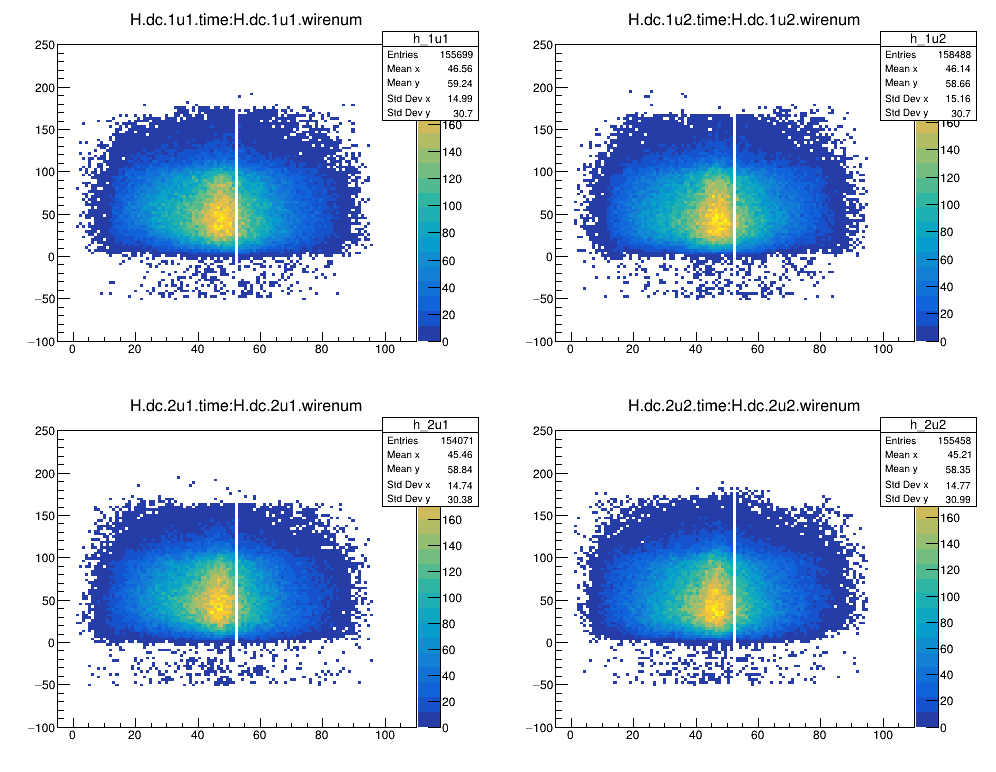 H.dc.1u1.time:H.dc.1u1.wirenum
h_1u1
Entries 155699
Mean x 46.56
Mean y 59.24
Std Dev x 14.99
Std Dev y 30.7
250
200
150
100
50
0
−50
−100
0 20 40 60 80 100
160
140
120
100
80
60
40
20
0
H.dc.1u2.time:H.dc.1u2.wirenum
h_1u2
Entries 158488
Mean x 46.14
Mean y 58.66
Std Dev x 15.16
Std Dev y 30.7
250
200
150
100
50
0
−50
−100
0 20 40 60 80 100
160
140
120
100
80
60
40
20
0
H.dc.2u1.time:H.dc.2u1.wirenum
h_2u1
Entries 154071
Mean x 45.46
Mean y 58.84
Std Dev x 14.74
Std Dev y 30.38
250
200
150
100
50
0
−50
−100
0 20 40 60 80 100
160
140
120
100
80
60
40
20
0
H.dc.2u2.time:H.dc.2u2.wirenum
h_2u2
Entries 155458
Mean x 45.21
Mean y 58.35
Std Dev x 14.77
Std Dev y 30.99
250
200
150
100
50
0
−50
−100
0 20 40 60 80 100
160
140
120
100
80
60
40
20
0